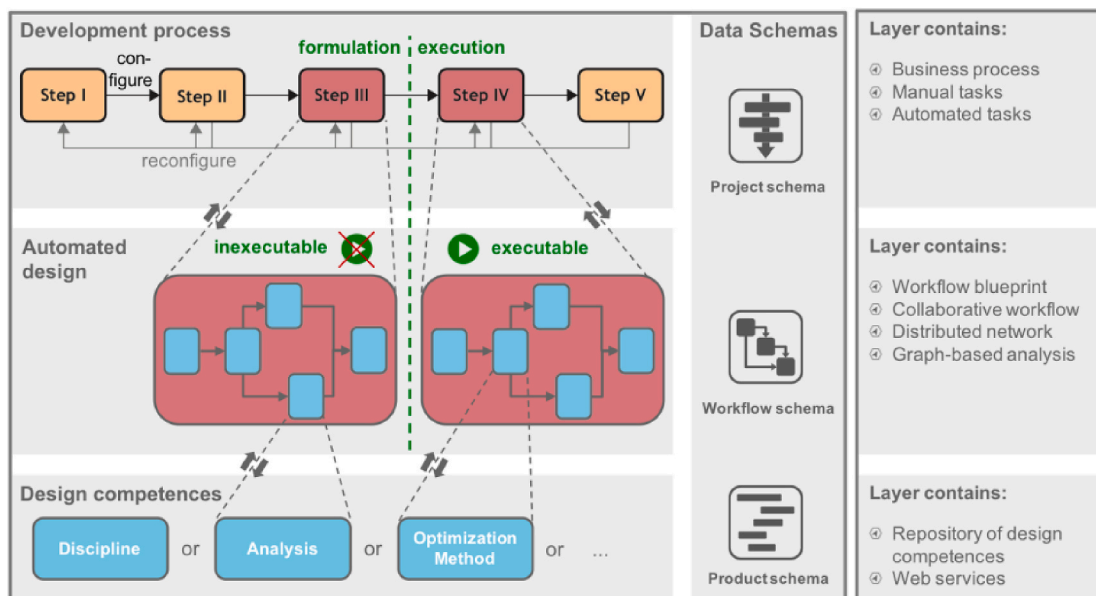 Development process
formulation
execution
con-
figure
Step I
Step II
Step III
Step IV
Step V
reconfigure
Automated
design
inexecutable
executable
Design competences
Discipline
or
Analysis
or
Optimization
Method
or
...
Data Schemas
Project schema
Workflow schema
Product schema
Layer contains:
Business process
Manual tasks
Automated tasks
Layer contains:
Workflow blueprint
Collaborative workflow
Distributed network
Graph-based analysis
Layer contains:
Repository of design
competences
Web services